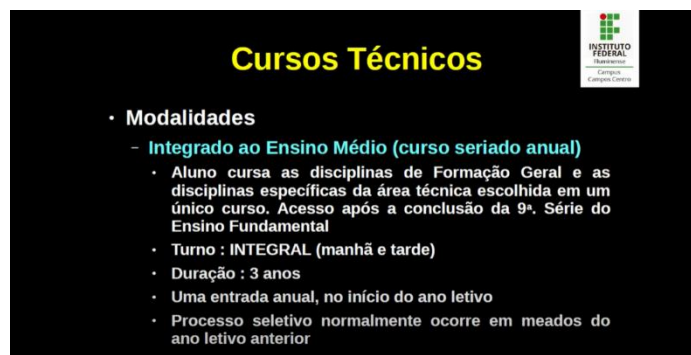 Cursos Técnicos
INSTITUTO
FEDERAL
Fluminense
Campus
Campos Centro
• Modalidades
– Integrado ao Ensino Médio (curso seriado anual)
• Aluno cursa as disciplinas de Formação Geral e as
disciplinas específicas da área técnica escolhida em um
único curso. Acesso após a conclusão da 9ª. Série do
Ensino Fundamental
• Turno : INTEGRAL (manhã e tarde)
• Duração : 3 anos
• Uma entrada anual, no início do ano letivo
• Processo seletivo normalmente ocorre em meados do
ano letivo anterior